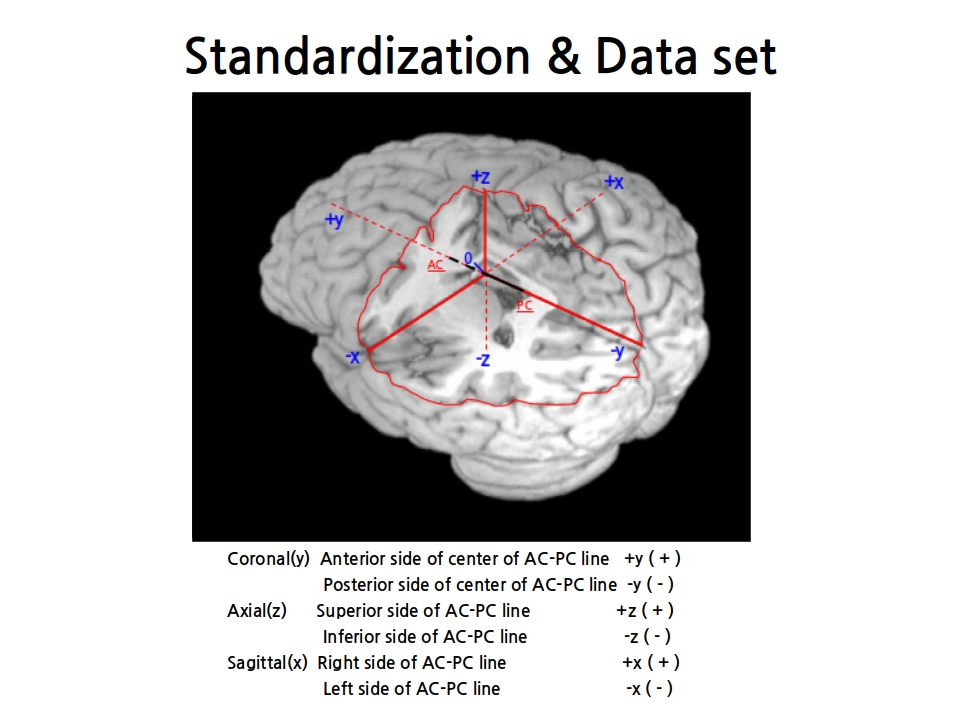 Standardization & Data set
+z
+x
+y
AC
0
PC
-x
-z
-y
Coronal(y) Anterior side of center of AC-PC line +y ( + )
Posterior side of center of AC-PC line -y ( - )
Axial(z) Superior side of AC-PC line +z ( + )
Inferior side of AC-PC line -z ( - )
Sagittal(x) Right side of AC-PC line +x ( + )
Left side of AC-PC line -x ( - )